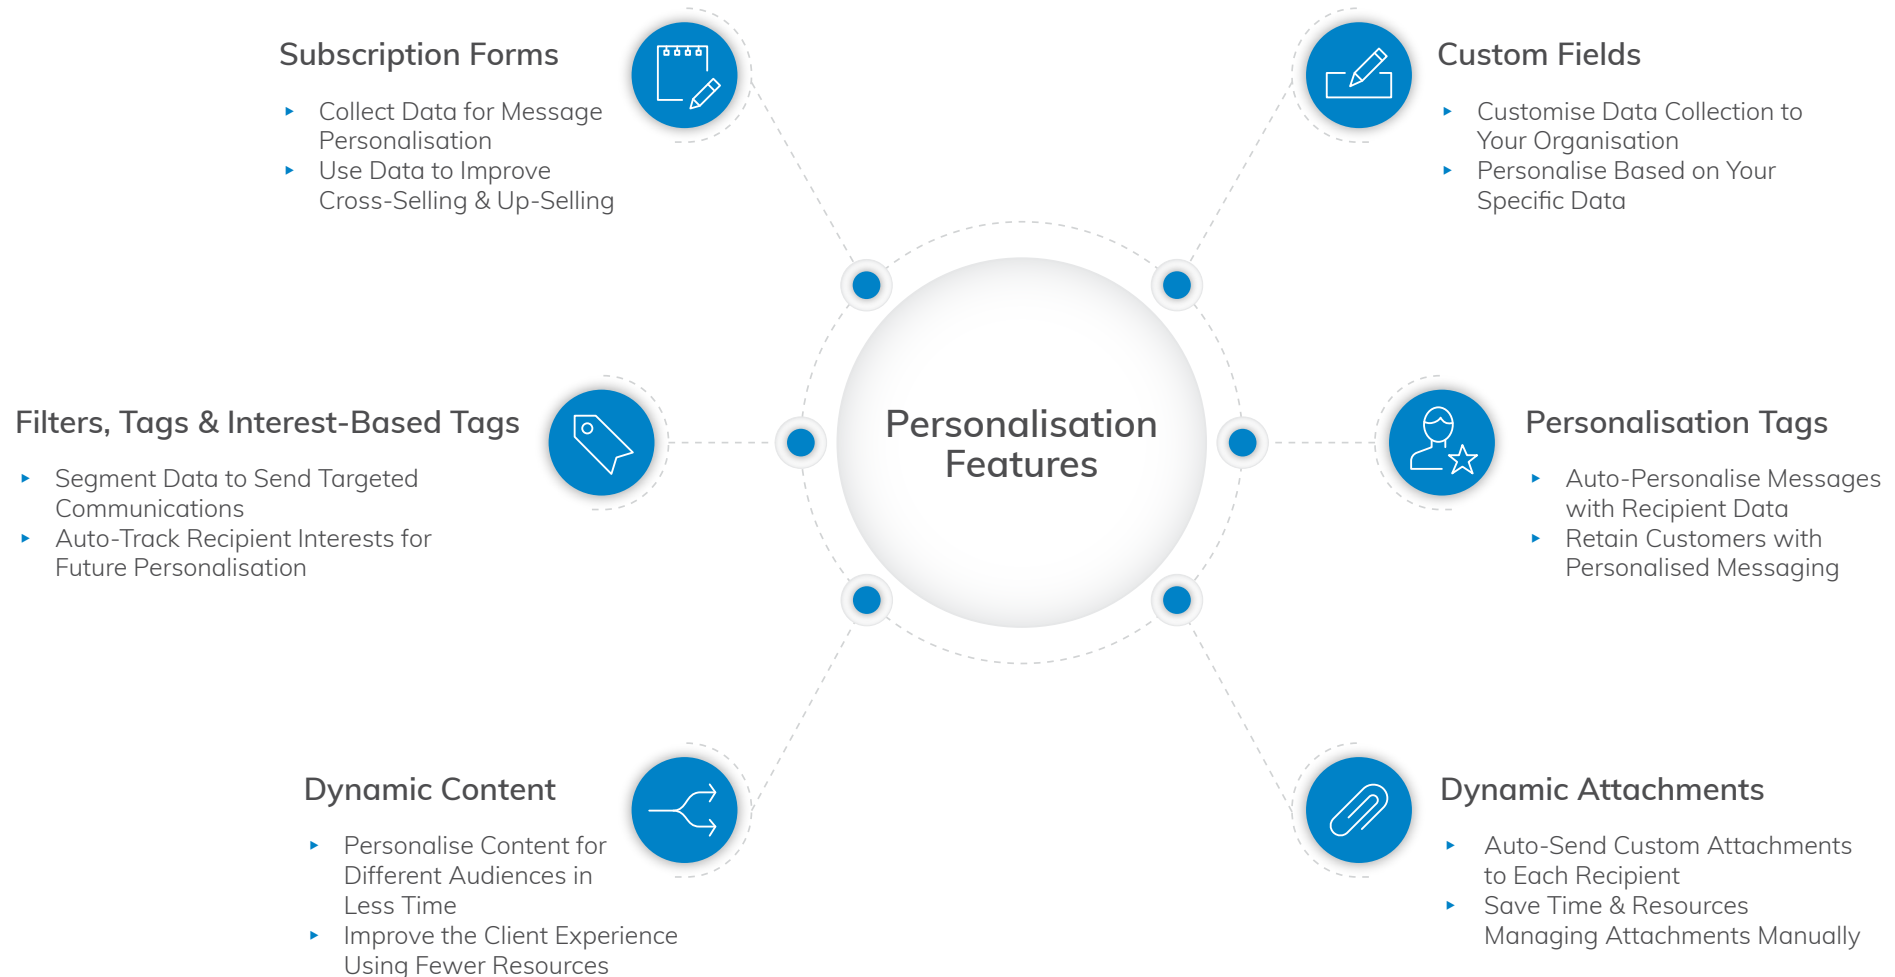 Subscription Forms
Collect Data for Message
Personalisation
Use Data to Improve
Cross-Selling & Up-Selling
Custom Fields
Customise Data Collection to
Your Organisation
Personalise Based on Your
Specific Data
Filters, Tags & Interest-Based Tags
Segment Data to Send Targeted
Communications
Auto-Track Recipient Interests for
Future Personalisation
Personalisation
Features
Personalisation Tags
Auto-Personalise Messages
with Recipient Data
Retain Customers with
Personalised Messaging
Dynamic Content
Personalise Content for
Different Audiences in
Less Time
Improve the Client Experience
Using Fewer Resources
Dynamic Attachments
Auto-Send Custom Attachments
to Each Recipient
Save Time & Resources
Managing Attachments Manually